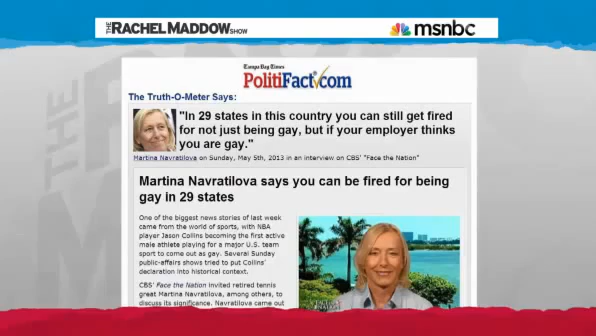 THE RACHEL MADDOW SHOW
msnbc
Tampa Bay Times
PolitiFact.com
The Truth-O-Meter Says:
"In 29 states in this country you can still get fired
for not just being gay, but if your employer thinks
you are gay."
Martina Navratilova on Sunday, May 5th, 2013 in an interview on CBS' "Face the Nation"
Martina Navratilova says you can be fired for being
gay in 29 states
One of the biggest news stories of last week
came from the world of sports, with NBA
player Jason Collins becoming the first active
male athlete playing for a major U.S. team
sport to come out as gay. Several Sunday
public-affairs shows tried to put Collins'
declaration into historical context.
CBS' Face the Nation invited retired tennis
great Martina Navratilova, among others, to
discuss its significance. Navratilova came out